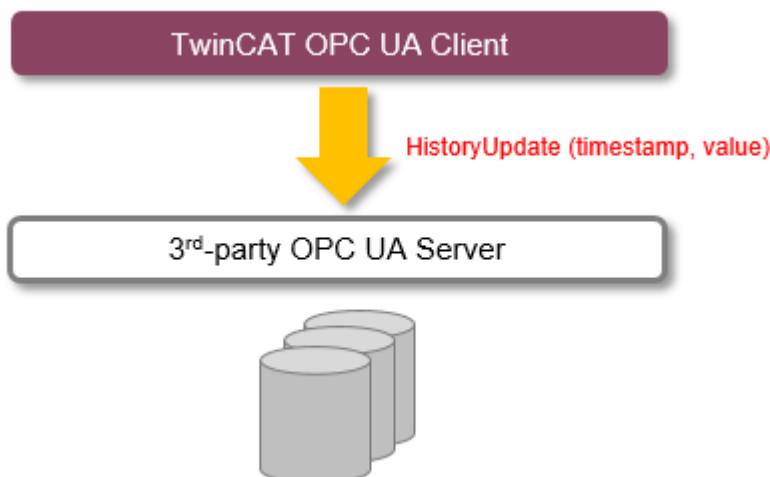 TwinCAT OPC UA Client
HistoryUpdate (timestamp, value)
3rd-party OPC UA Server